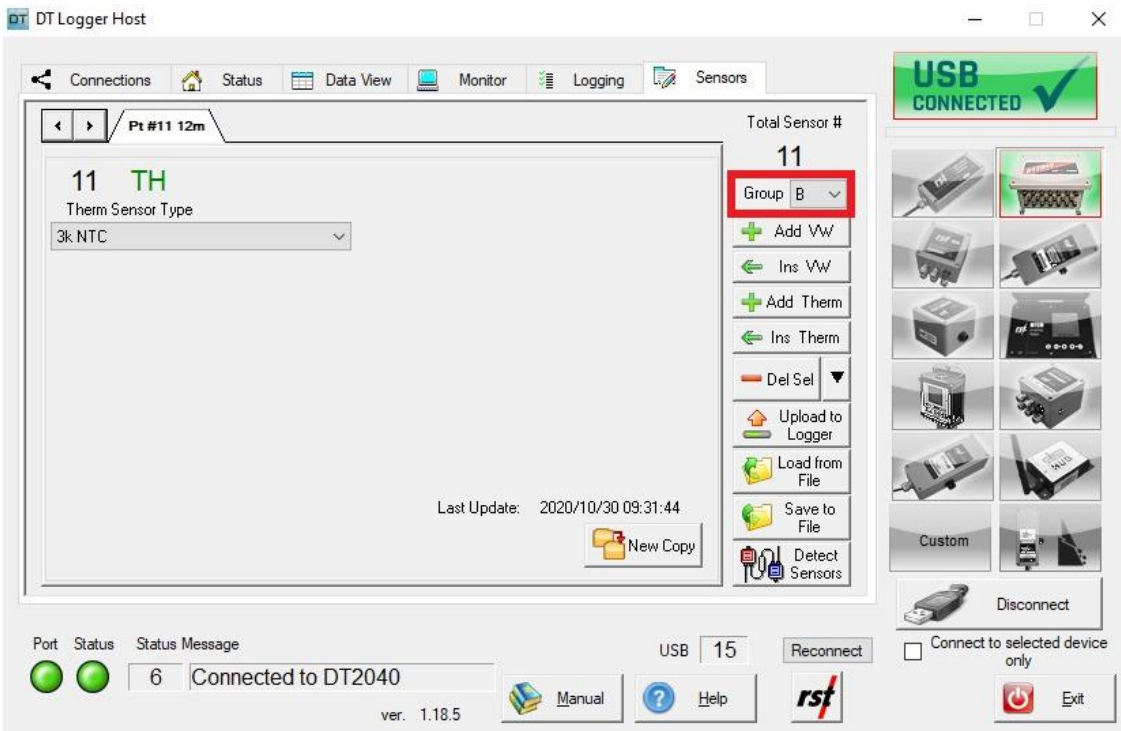 DT Logger Host
Connections
Status
Data View
Monitor
Logging
Sensors
USB
CONNECTED
Pt #11 12m
Total Sensor #
11
11 TH
Therm Sensor Type
3k NTC
Group B
Add VW
Ins VW
Add Therm
Ins Therm
Del Sel
Upload to
Logger
Load from
File
Save to
File
Detect
Sensors
Last Update: 2020/10/30 09:31:44
New Copy
HUB
Custom
Disconnect
Connect to selected device
only
Port
Status
Status Message
6
Connected to DT2040
USB 15
Reconnect
ver. 1.18.5
Manual
Help
rst
Exit